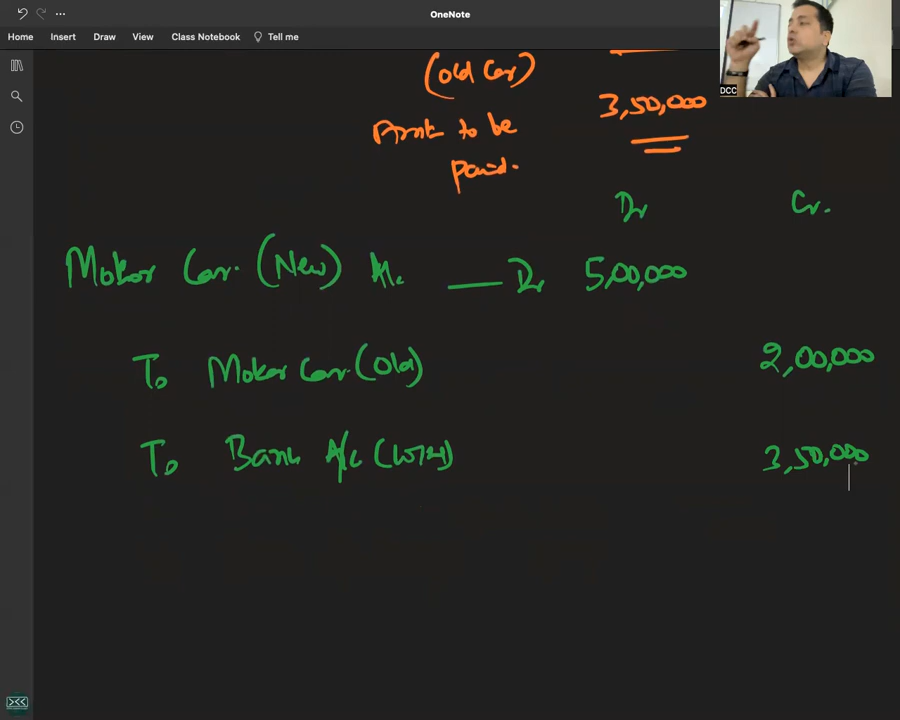 OneNote
Home Insert Draw View Class Notebook Tell me
DCC
(Old Car)
3,50,000
Amt to be
paid.
Dr Cr.
Motor Car. (New) A/c —— Dr 5,00,000
To Motor Car. (Old) 2,00,000
To Bank A/c 3,50,000